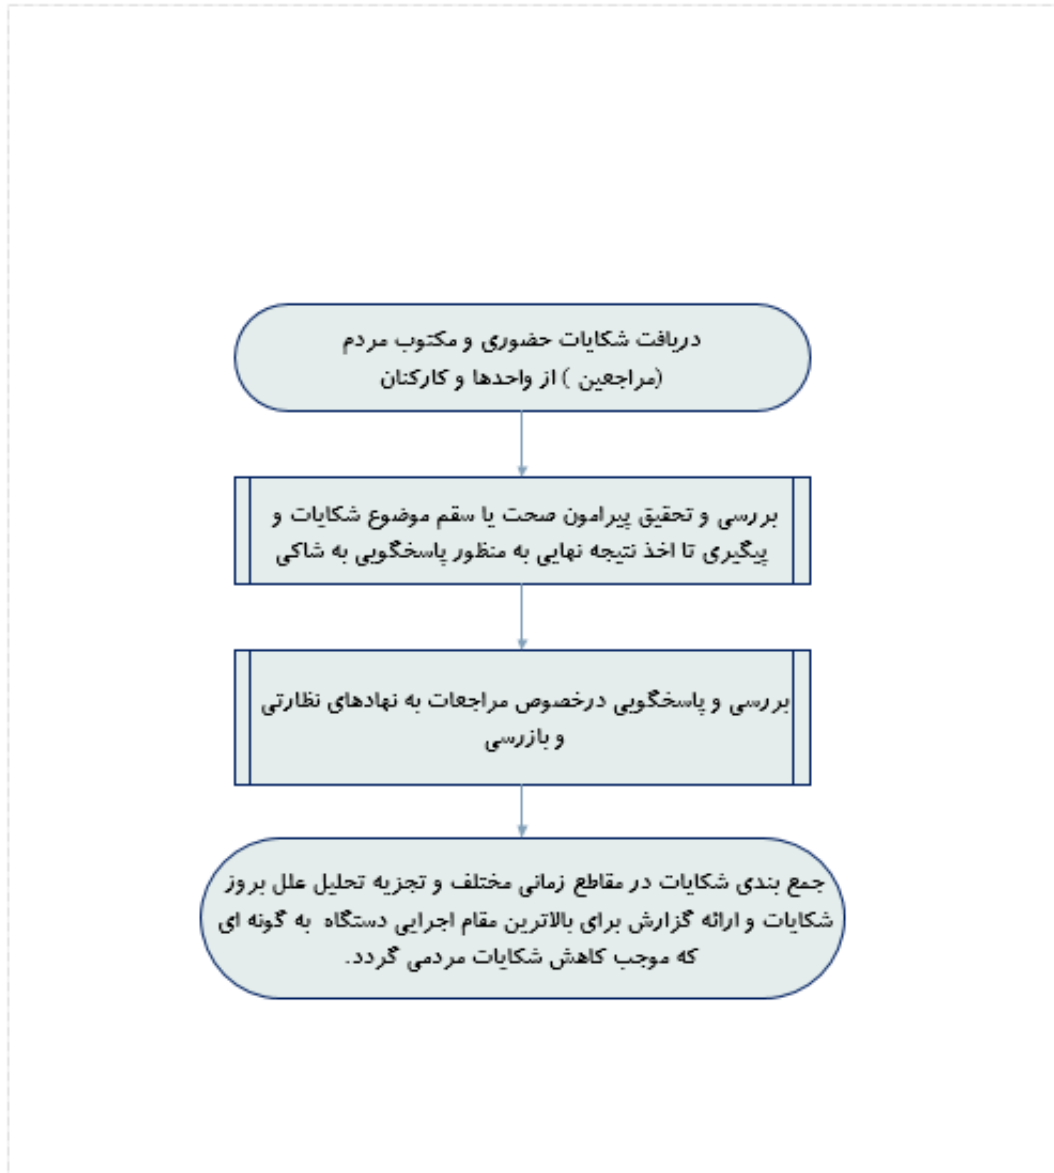 دریافت شکایات حضوری و مکتوب مردم
(مراجعین ) از واحدها و کارکنان
بررسی و تحقیق پیرامون صحت یا سقم موضوع شکایات و
پیگیری تا اخذ نتیجه نهایی به منظور پاسخگویی به شاکی
بررسی و پاسخگویی درخصوص مراجعات به نهادهای نظارتی
و بازرسی
جمع بندی شکایات در مقاطع زمانی مختلف و تجزیه تحلیل علل بروز
شکایات و ارائه گزارش برای بالاترین مقام اجرایی دستگاه به گونه ای
که موجب کاهش شکایات مردمی گردد.